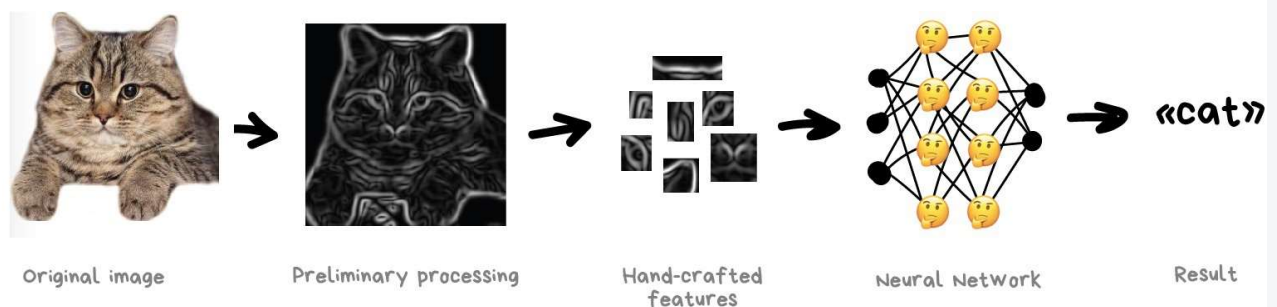 «cat»
Original image
Preliminary processing
Hand-crafted
features
Neural Network
Result